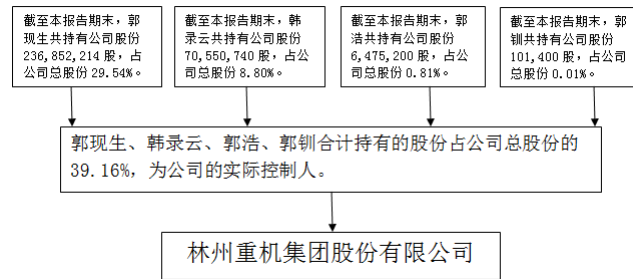 截至本报告期末，郭
现生共持有公司股份
236,852,214 股，占公
司总股份 29.54%。
截至本报告期末，韩
录云共持有公司股份
70,550,740 股，占公
司总股份 8.80%。
截至本报告期末，郭
浩共持有公司股份
6,475,200 股，占公
司总股份 0.81%。
截至本报告期末，郭
钏共持有公司股份
101,400 股，占公司
总股份 0.01%。
郭现生、韩录云、郭浩、郭钏合计持有的股份占公司总股份的
39.16%，为公司的实际控制人。
林州重机集团股份有限公司